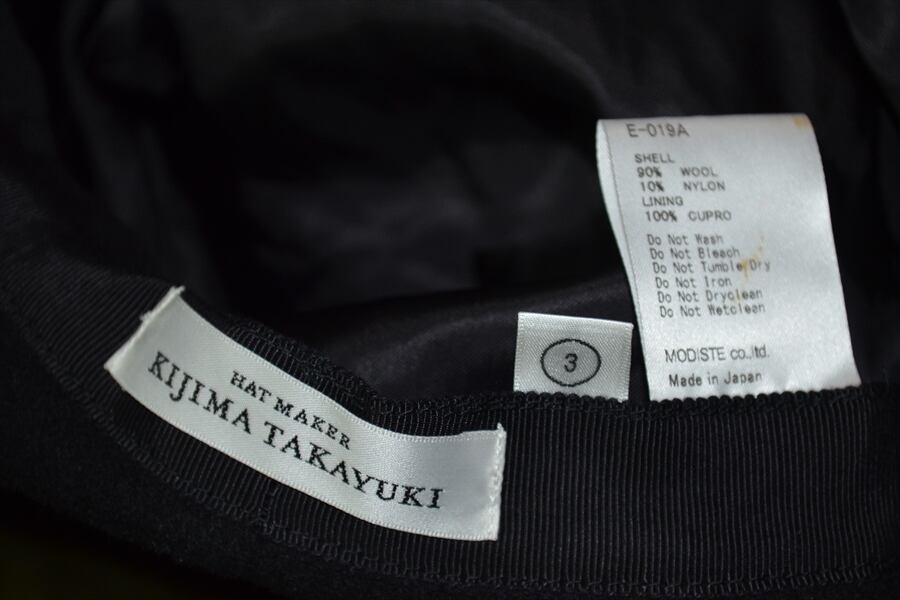 E-019A
SHELL
90% WOOL
10% NYLON
LINING
100% CUPRO
Do Not Wash
Do Not Bleach
Do Not Tumble Dry
Do Not Iron
Do Not Dryclean
Do Not Wetclean
MODISTE co.,ltd.
Made in Japan
3
HAT MAKER
KIJIMA TAKAYUKI